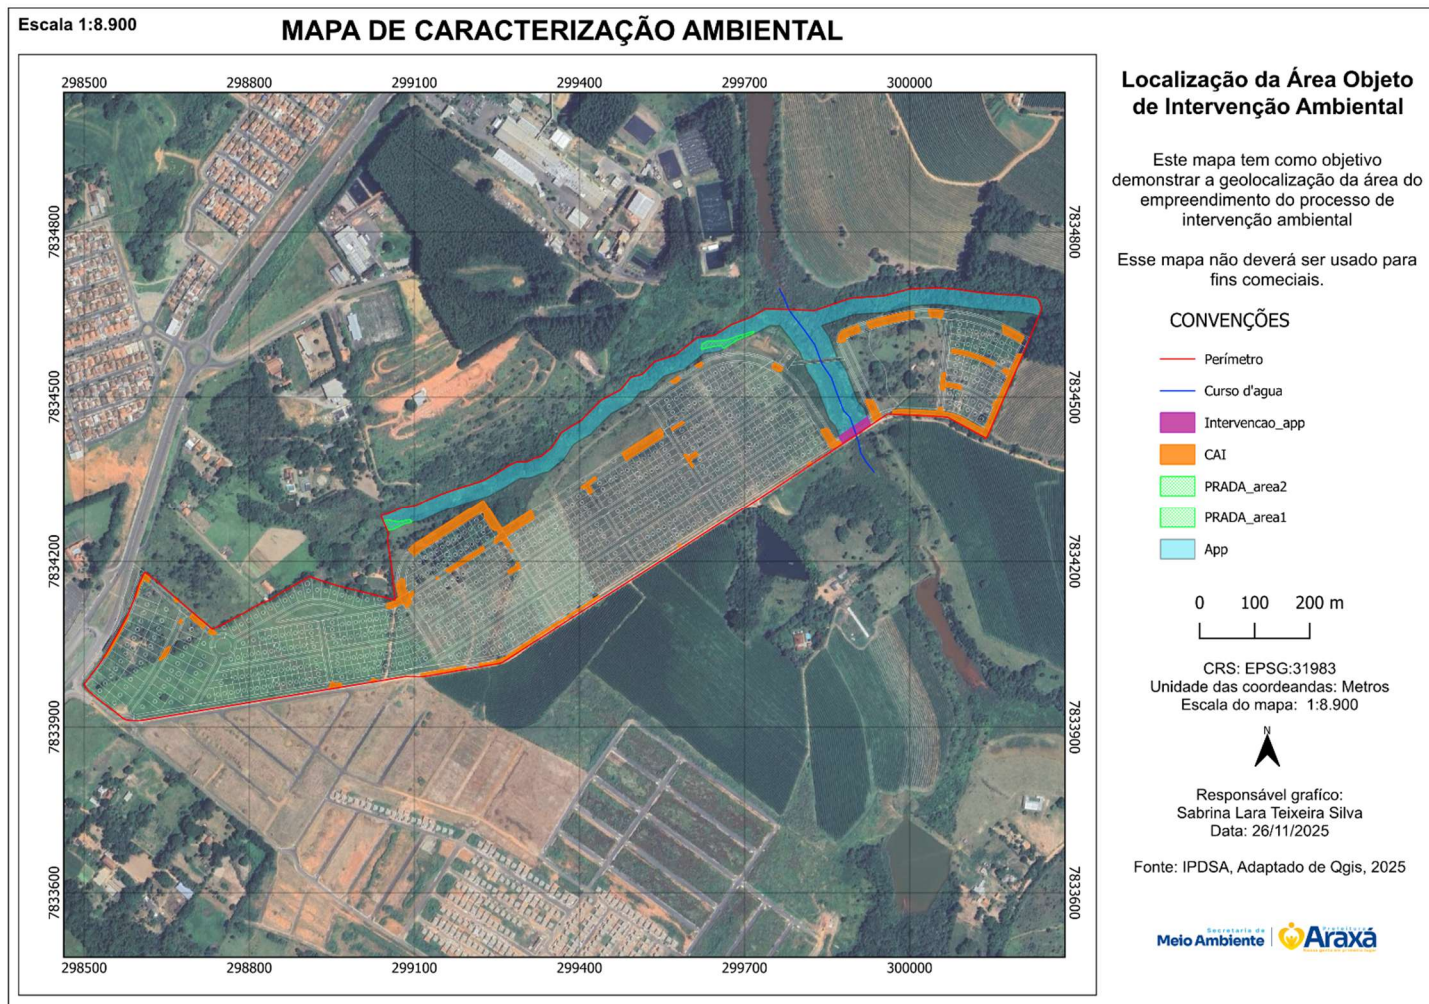 Escala 1:8.900
MAPA DE CARACTERIZAÇÃO AMBIENTAL
298500 298800 299100 299400 299700 300000
7834800
7834500
7834200
7833900
7833600
7834800
7834500
7834200
7833900
7833600
298500 298800 299100 299400 299700 300000
Localização da Área Objeto
de Intervenção Ambiental
Este mapa tem como objetivo
demonstrar a geolocalização da área do
empreendimento do processo de
intervenção ambiental
Esse mapa não deverá ser usado para
fins comeciais.
CONVENÇÕES
Perímetro
Curso d'agua
Intervencao_app
CAI
PRADA_area2
PRADA_area1
App
0 100 200 m
CRS: EPSG:31983
Unidade das coordeandas: Metros
Escala do mapa: 1:8.900
N
Responsável grafíco:
Sabrina Lara Teixeira Silva
Data: 26/11/2025
Fonte: IPDSA, Adaptado de Qgis, 2025
Secretaria de
Meio Ambiente
Prefeitura
Araxá